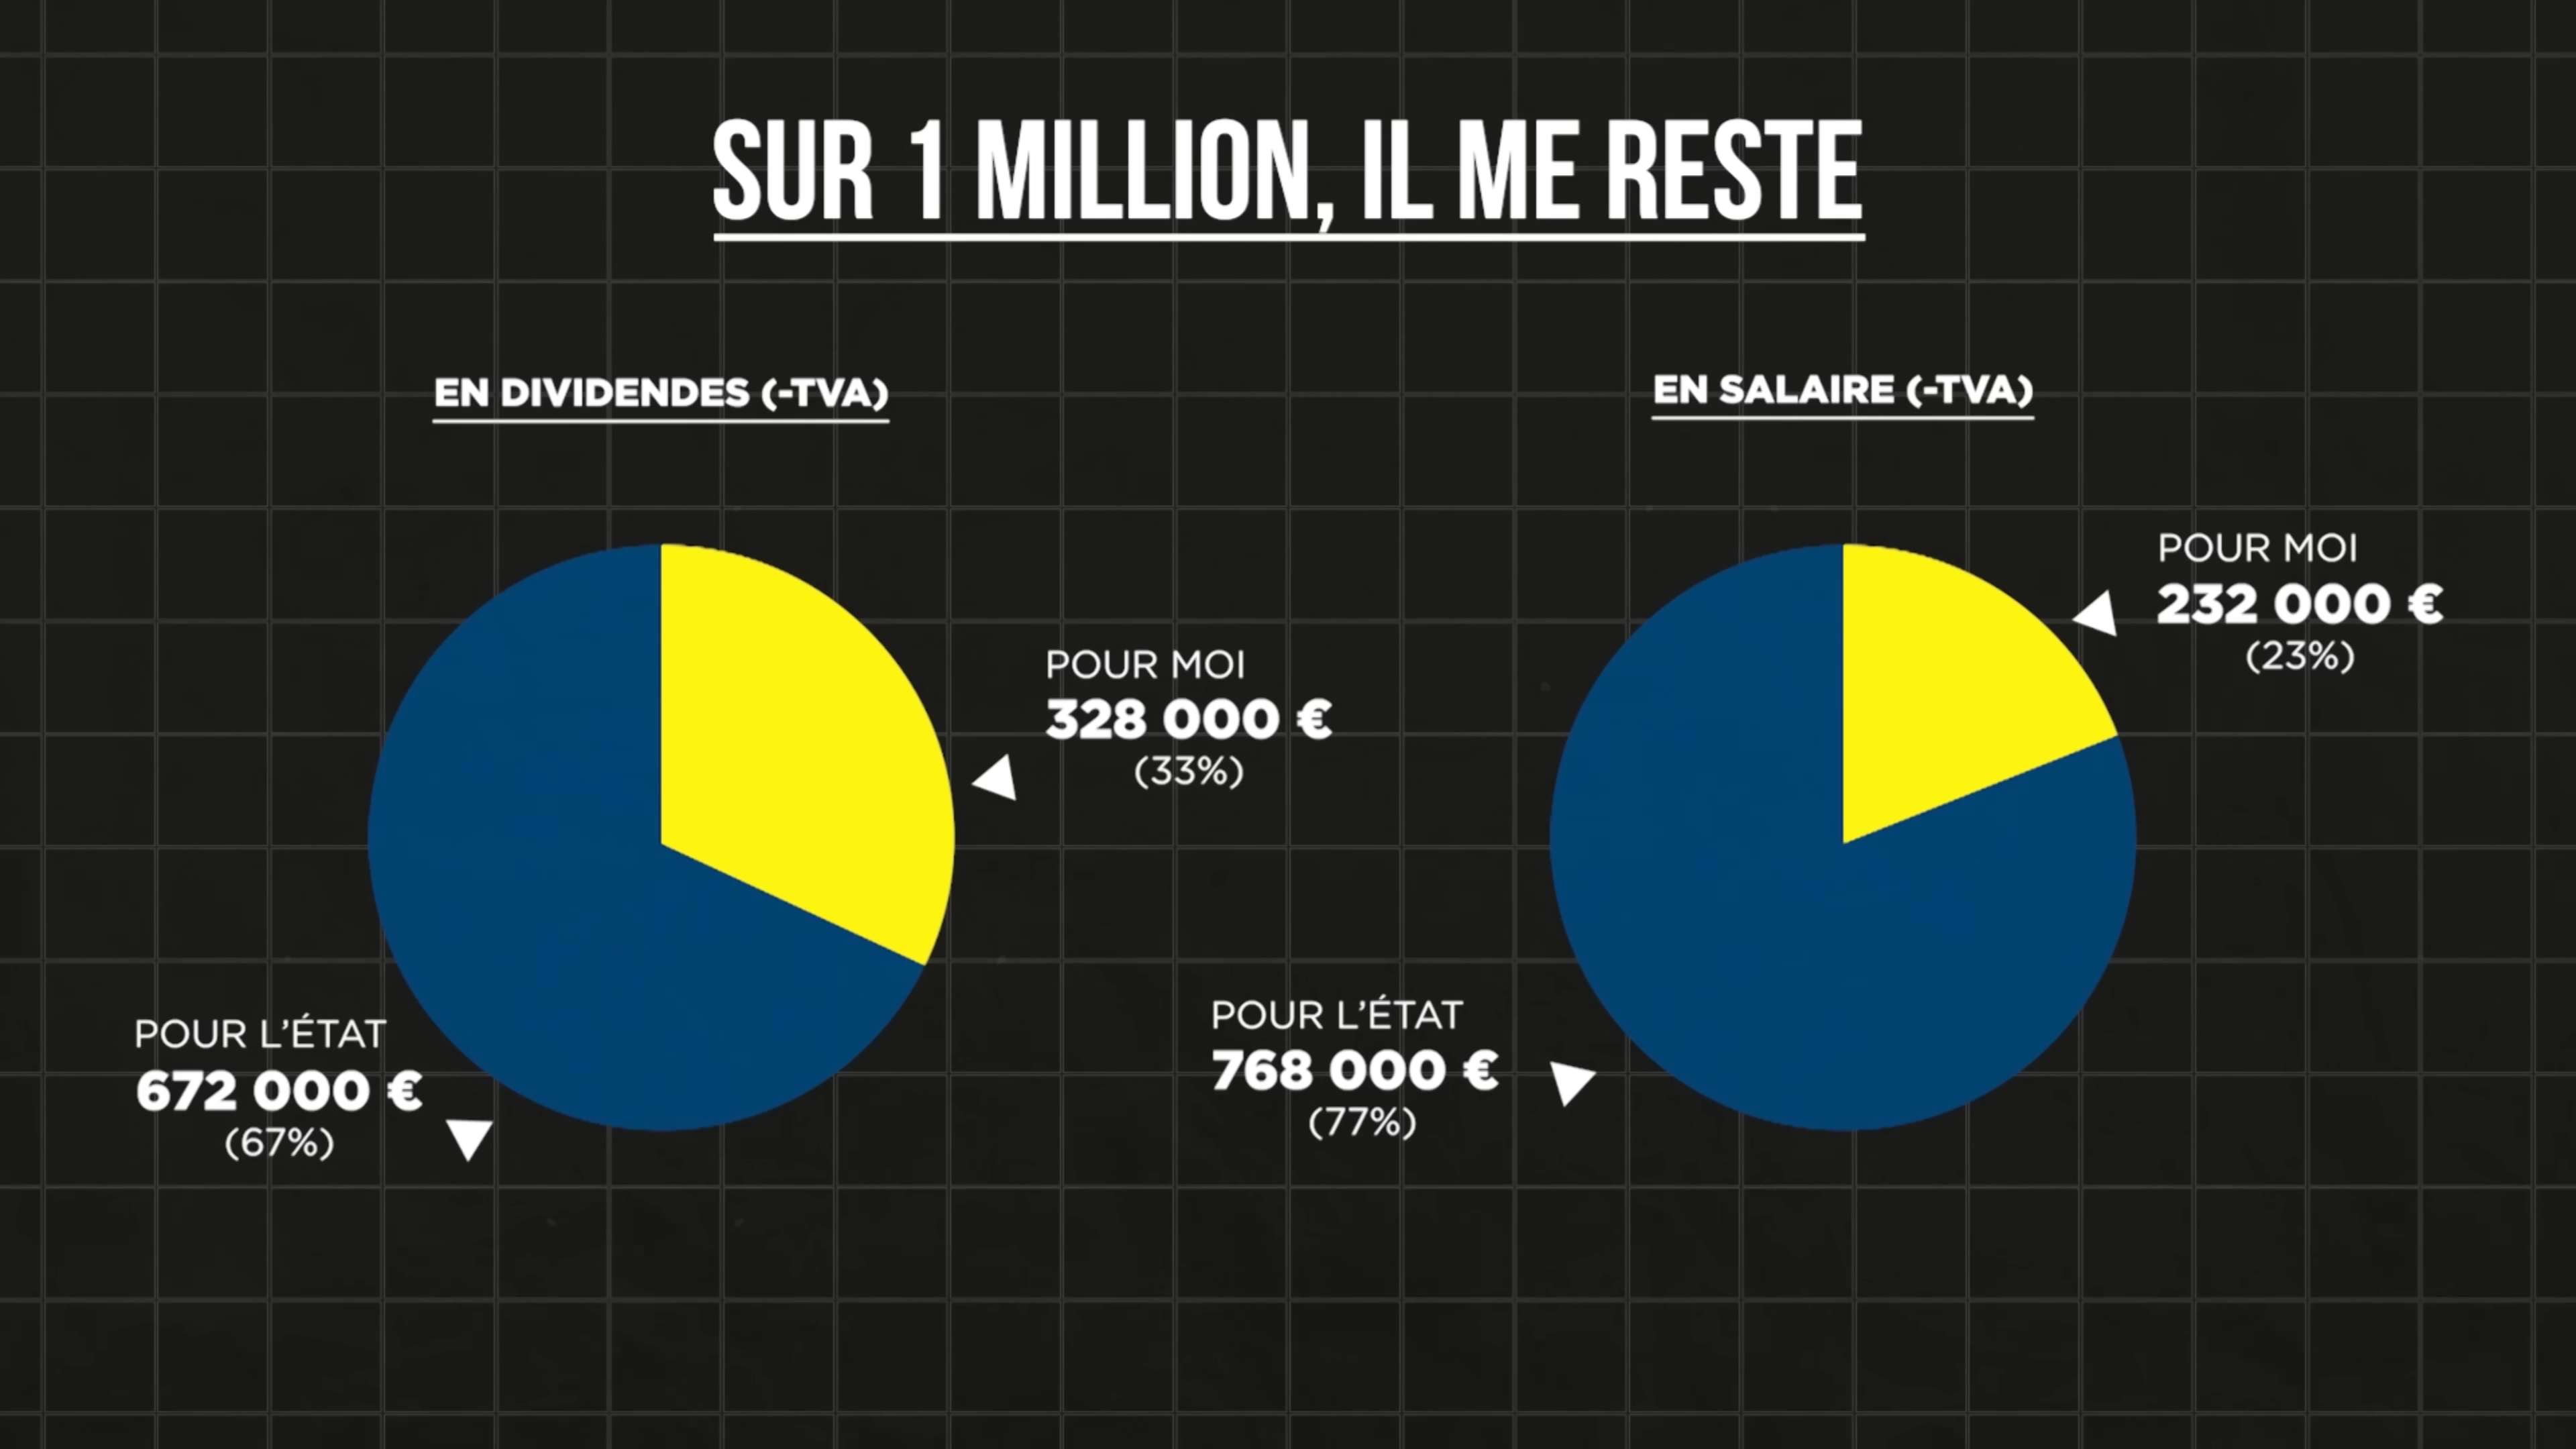 SUR 1 MILLION, IL ME RESTE
EN DIVIDENDES (-TVA)
POUR MOI
328 000 €
(33%)
POUR L'ÉTAT
672 000 €
(67%)
EN SALAIRE (-TVA)
POUR MOI
232 000 €
(23%)
POUR L'ÉTAT
768 000 €
(77%)